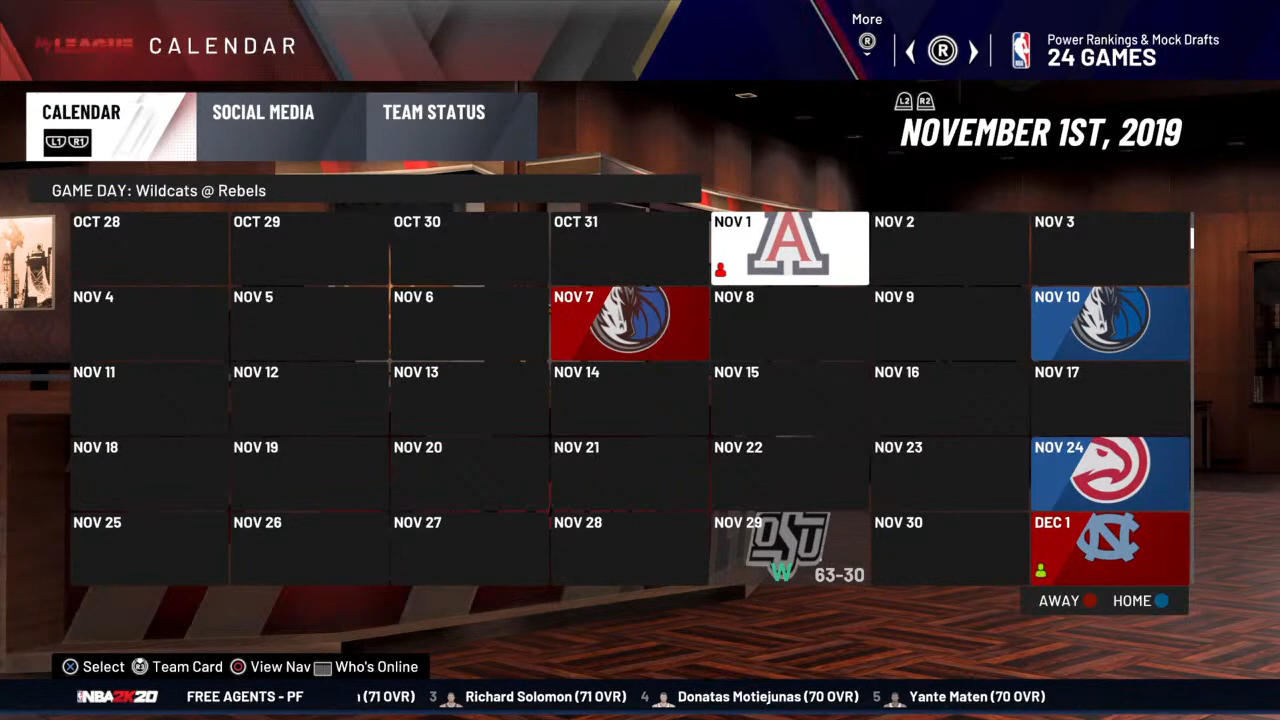 MyLEAGUE CALENDAR
More
R
R
Power Rankings & Mock Drafts
24 GAMES
CALENDAR
L1 R1
SOCIAL MEDIA
TEAM STATUS
L2 R2
NOVEMBER 1ST, 2019
GAME DAY: Wildcats @ Rebels
OCT 28 OCT 29 OCT 30 OCT 31 NOV 1 NOV 2 NOV 3
A
NOV 4 NOV 5 NOV 6 NOV 7 NOV 8 NOV 9 NOV 10
NOV 11 NOV 12 NOV 13 NOV 14 NOV 15 NOV 16 NOV 17
NOV 18 NOV 19 NOV 20 NOV 21 NOV 22 NOV 23 NOV 24
NOV 25 NOV 26 NOV 27 NOV 28 NOV 29 NOV 30 DEC 1
OSU NC
W 63-30
AWAY HOME
Select Team Card View Nav Who's Online
NBA 2K20 FREE AGENTS - PF (71 OVR) 3 Richard Solomon (71 OVR) 4 Donatas Motiejunas (70 OVR) 5 Yante Maten (70 OVR)